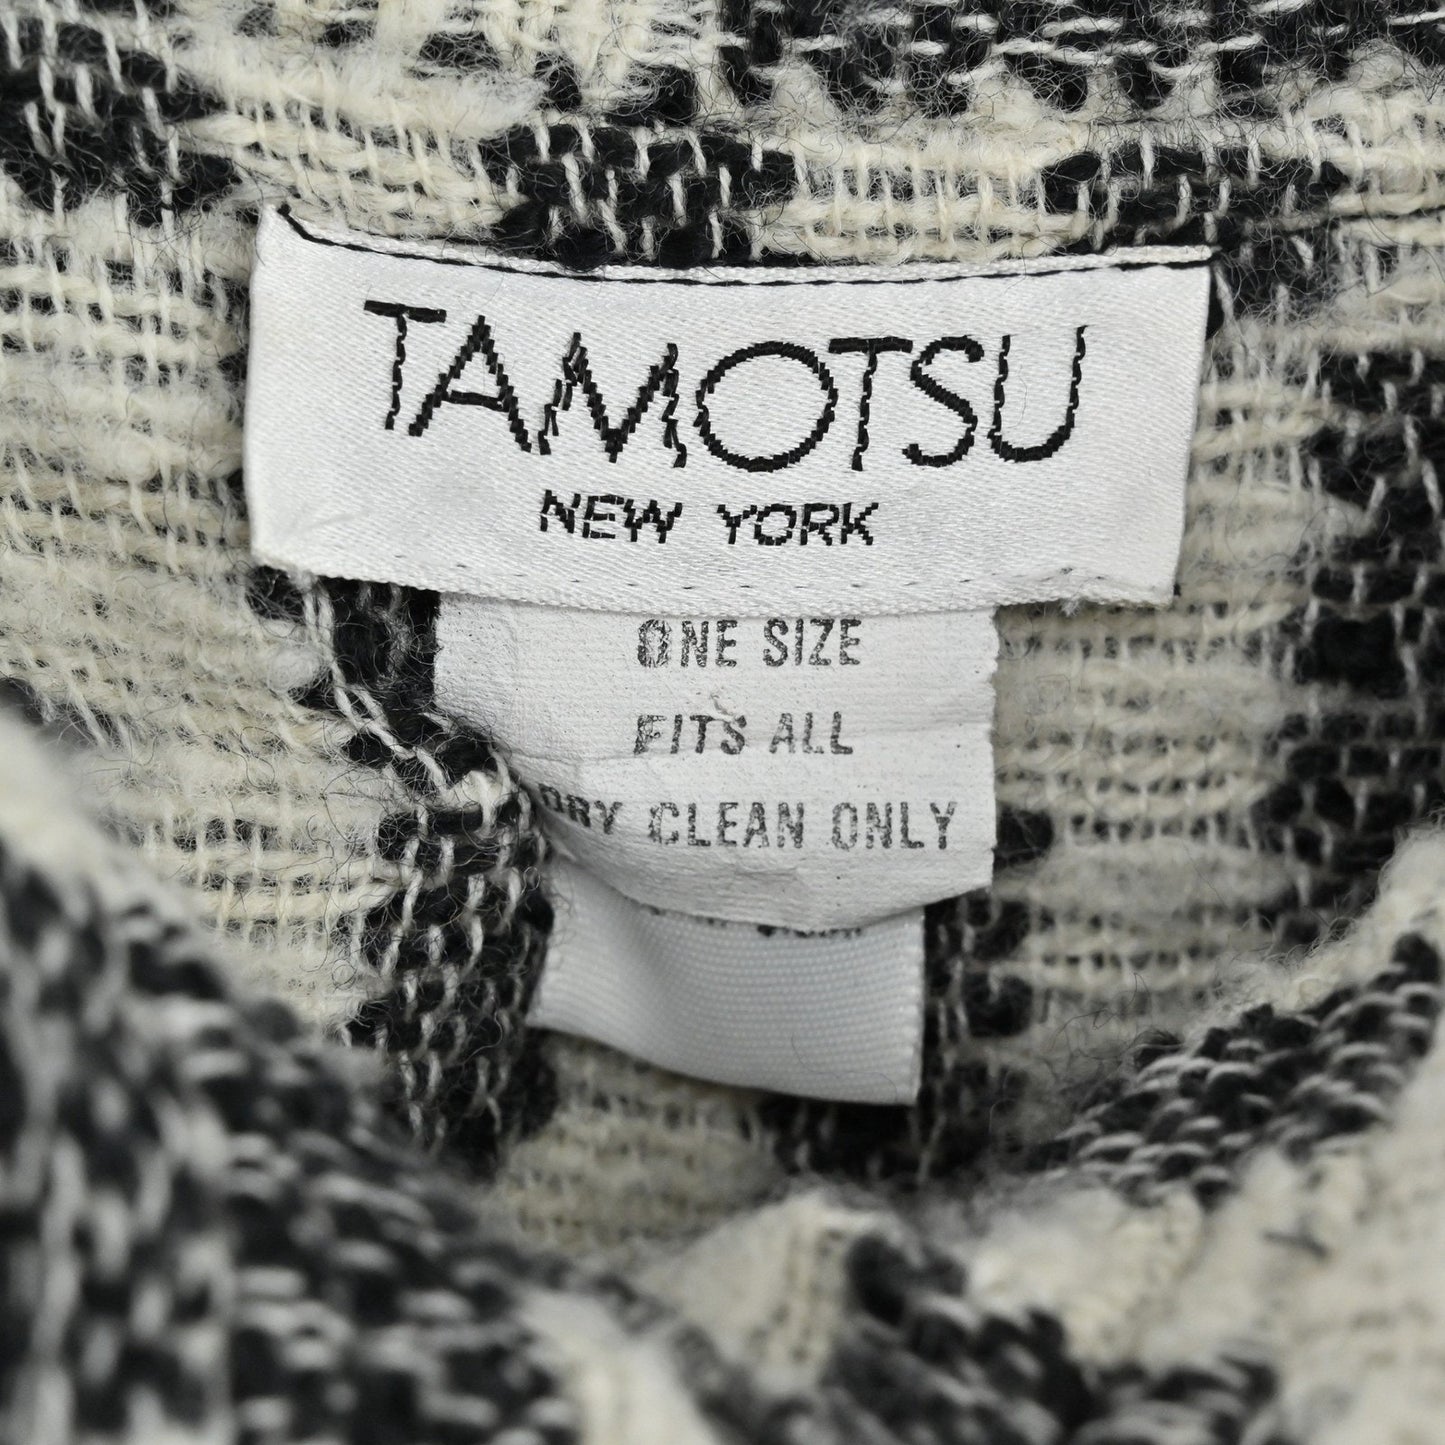 TAMOTSU
NEW YORK
ONE SIZE
FITS ALL
DRY CLEAN ONLY